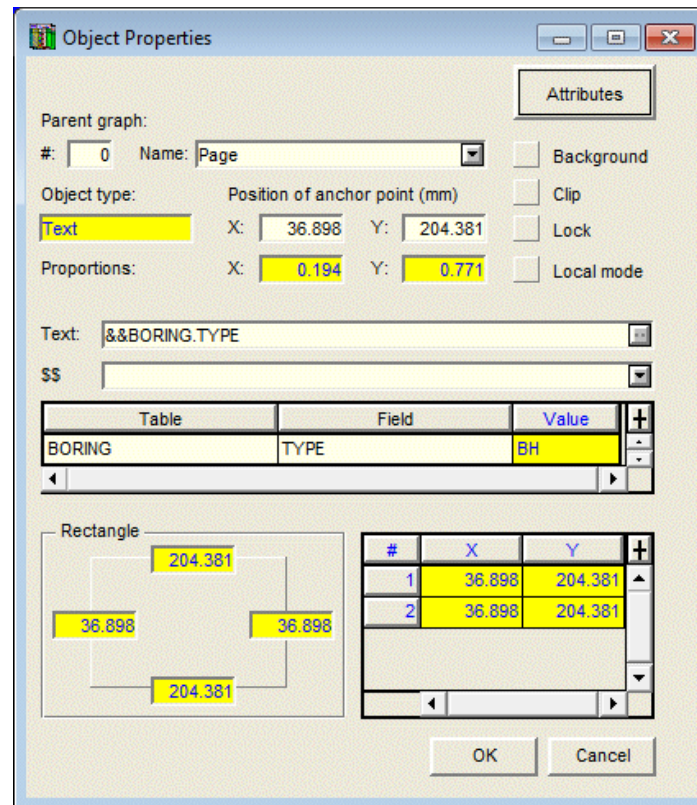 Object Properties
Attributes
Parent graph:
#: 0 Name: Page
Background
Object type: Position of anchor point (mm)
Clip
Text X: 36.898 Y: 204.381
Lock
Proportions: X: 0.194 Y: 0.771
Local mode
Text: &&BORING.TYPE
$$
Table Field Value +
BORING TYPE BH
Rectangle
204.381
36.898 36.898
204.381
# X Y +
1 36.898 204.381
2 36.898 204.381
OK Cancel